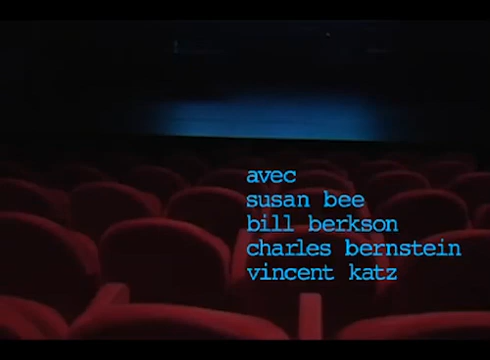 avec
susan bee
bill berkson
charles bernstein
vincent katz